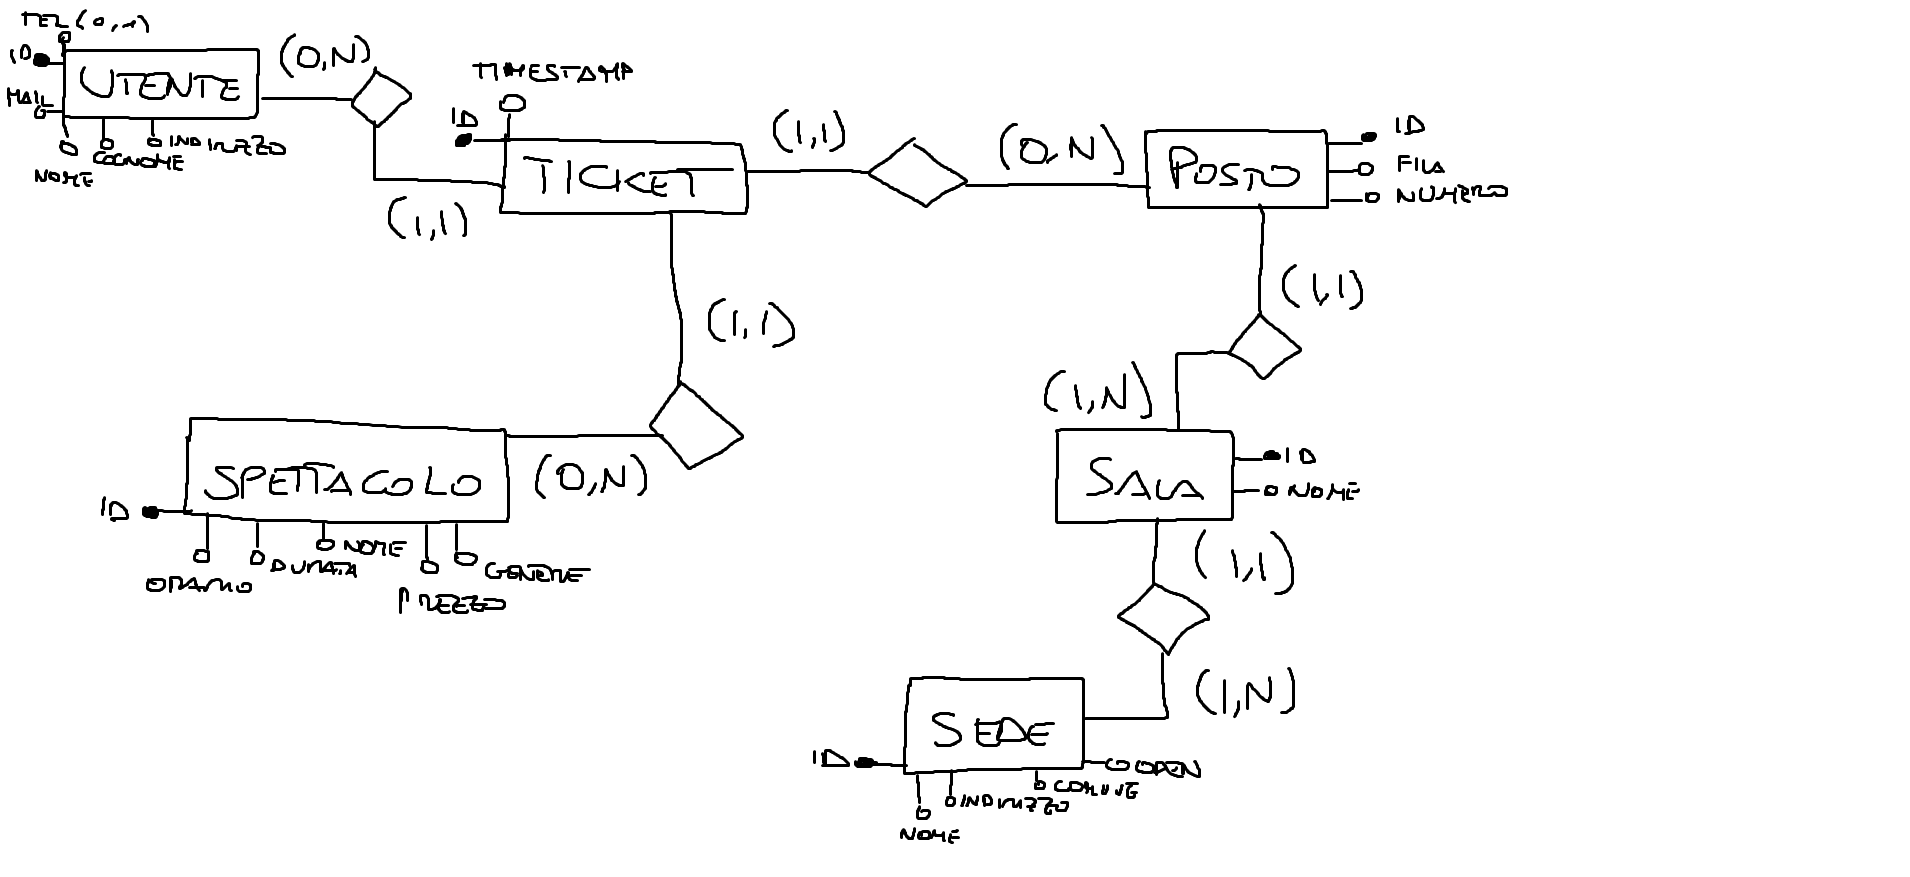 TEL (0,1)
ID
UTENTE
(0,N)
MAIL
NOME
COGNOME
INDIRIZZO
TIMESTAMP
ID
TICKET
(1,1)
(1,1)
(0,N)
POSTO
ID
FILA
NUMERO
(1,1)
(1,1)
(1,N)
SPETTACOLO
(0,N)
ID
ORARIO
DURATA
NOME
PREZZO
GENERE
SALA
ID
NOME
(1,1)
(1,N)
SEDE
ID
NOME
INDIRIZZO
COMUNE
OPEN